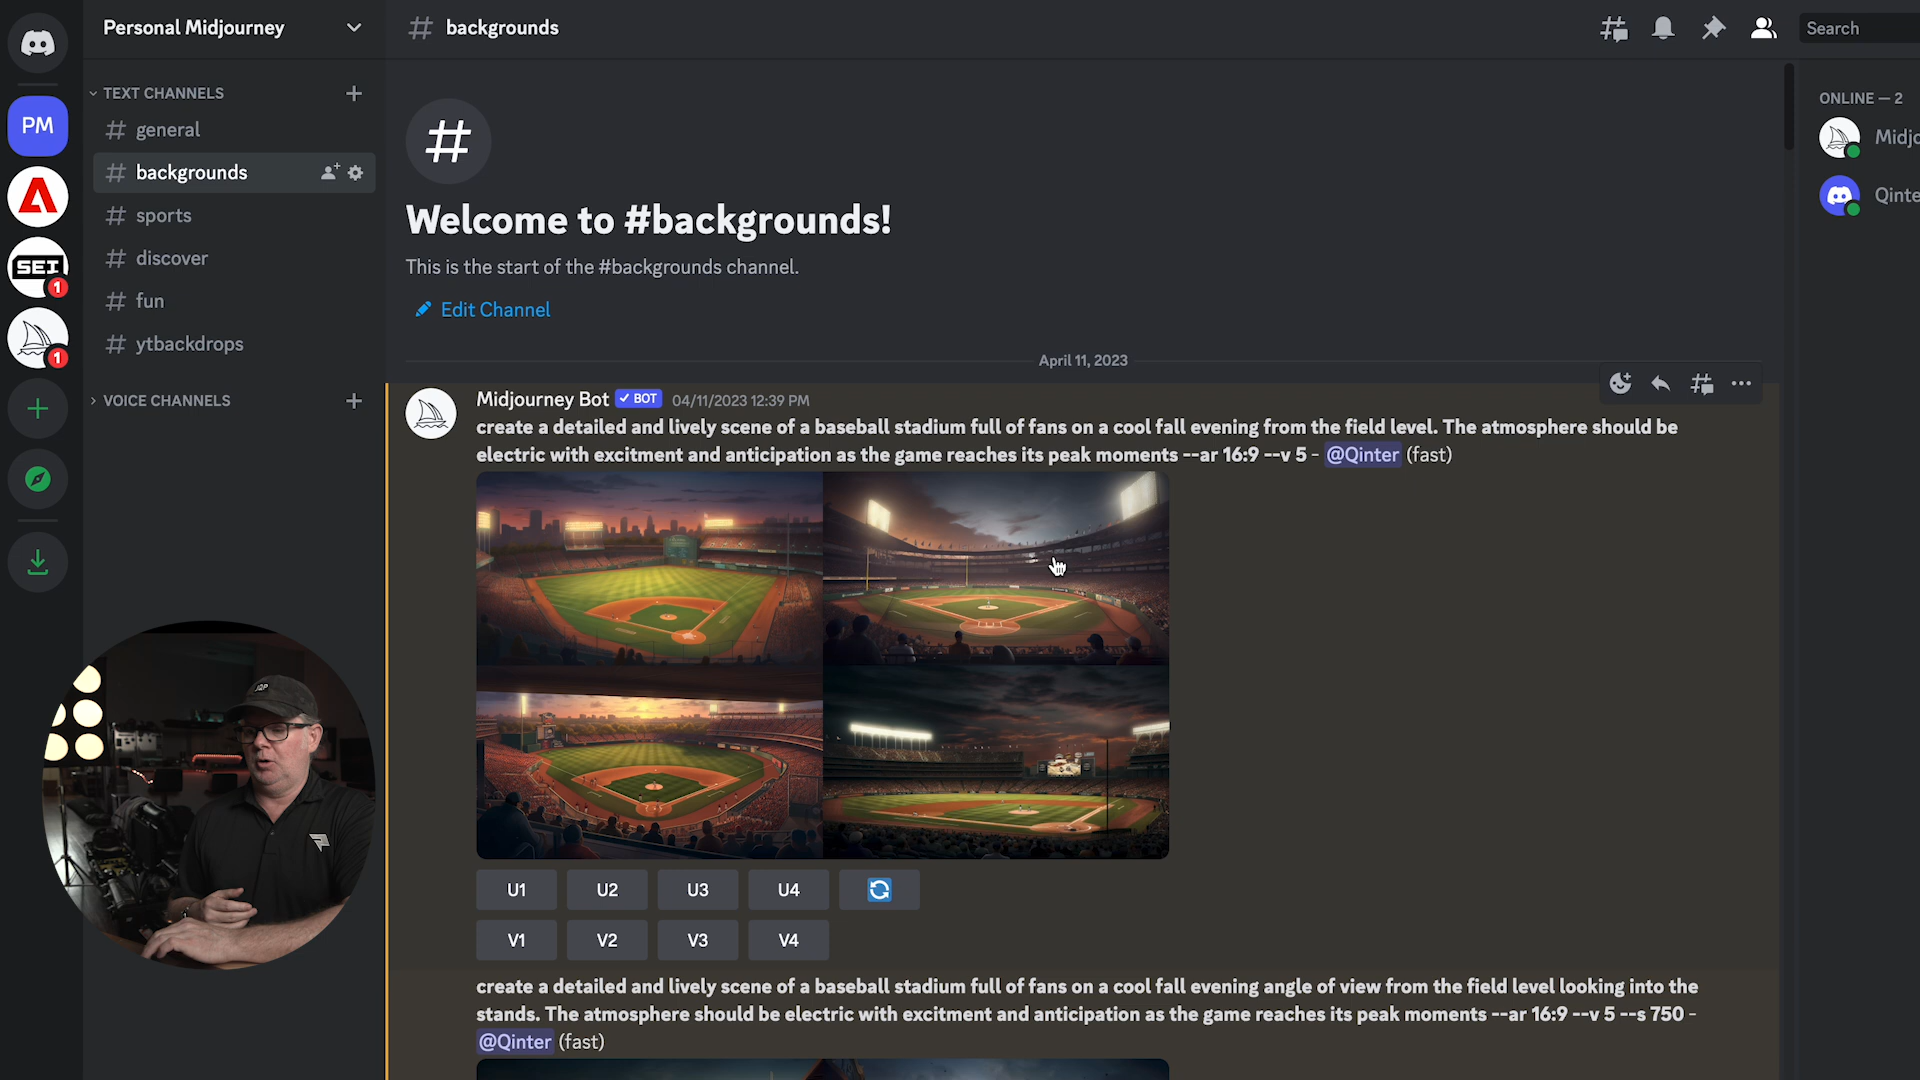 Personal Midjourney
backgrounds
Search
TEXT CHANNELS
general
backgrounds
sports
discover
fun
ytbackdrops
VOICE CHANNELS
PM
SEI
1
1
Welcome to #backgrounds!
This is the start of the #backgrounds channel.
Edit Channel
April 11, 2023
Midjourney Bot ✓ BOT 04/11/2023 12:39 PM
create a detailed and lively scene of a baseball stadium full of fans on a cool fall evening from the field level. The atmosphere should be
electric with excitment and anticipation as the game reaches its peak moments --ar 16:9 --v 5 - @Qinter (fast)
U1 U2 U3 U4
V1 V2 V3 V4
create a detailed and lively scene of a baseball stadium full of fans on a cool fall evening angle of view from the field level looking into the
stands. The atmosphere should be electric with excitement and anticipation as the game reaches its peak moments --ar 16:9 --v 5 --s 750 -
@Qinter (fast)
ONLINE — 2
Midjo
Qinte